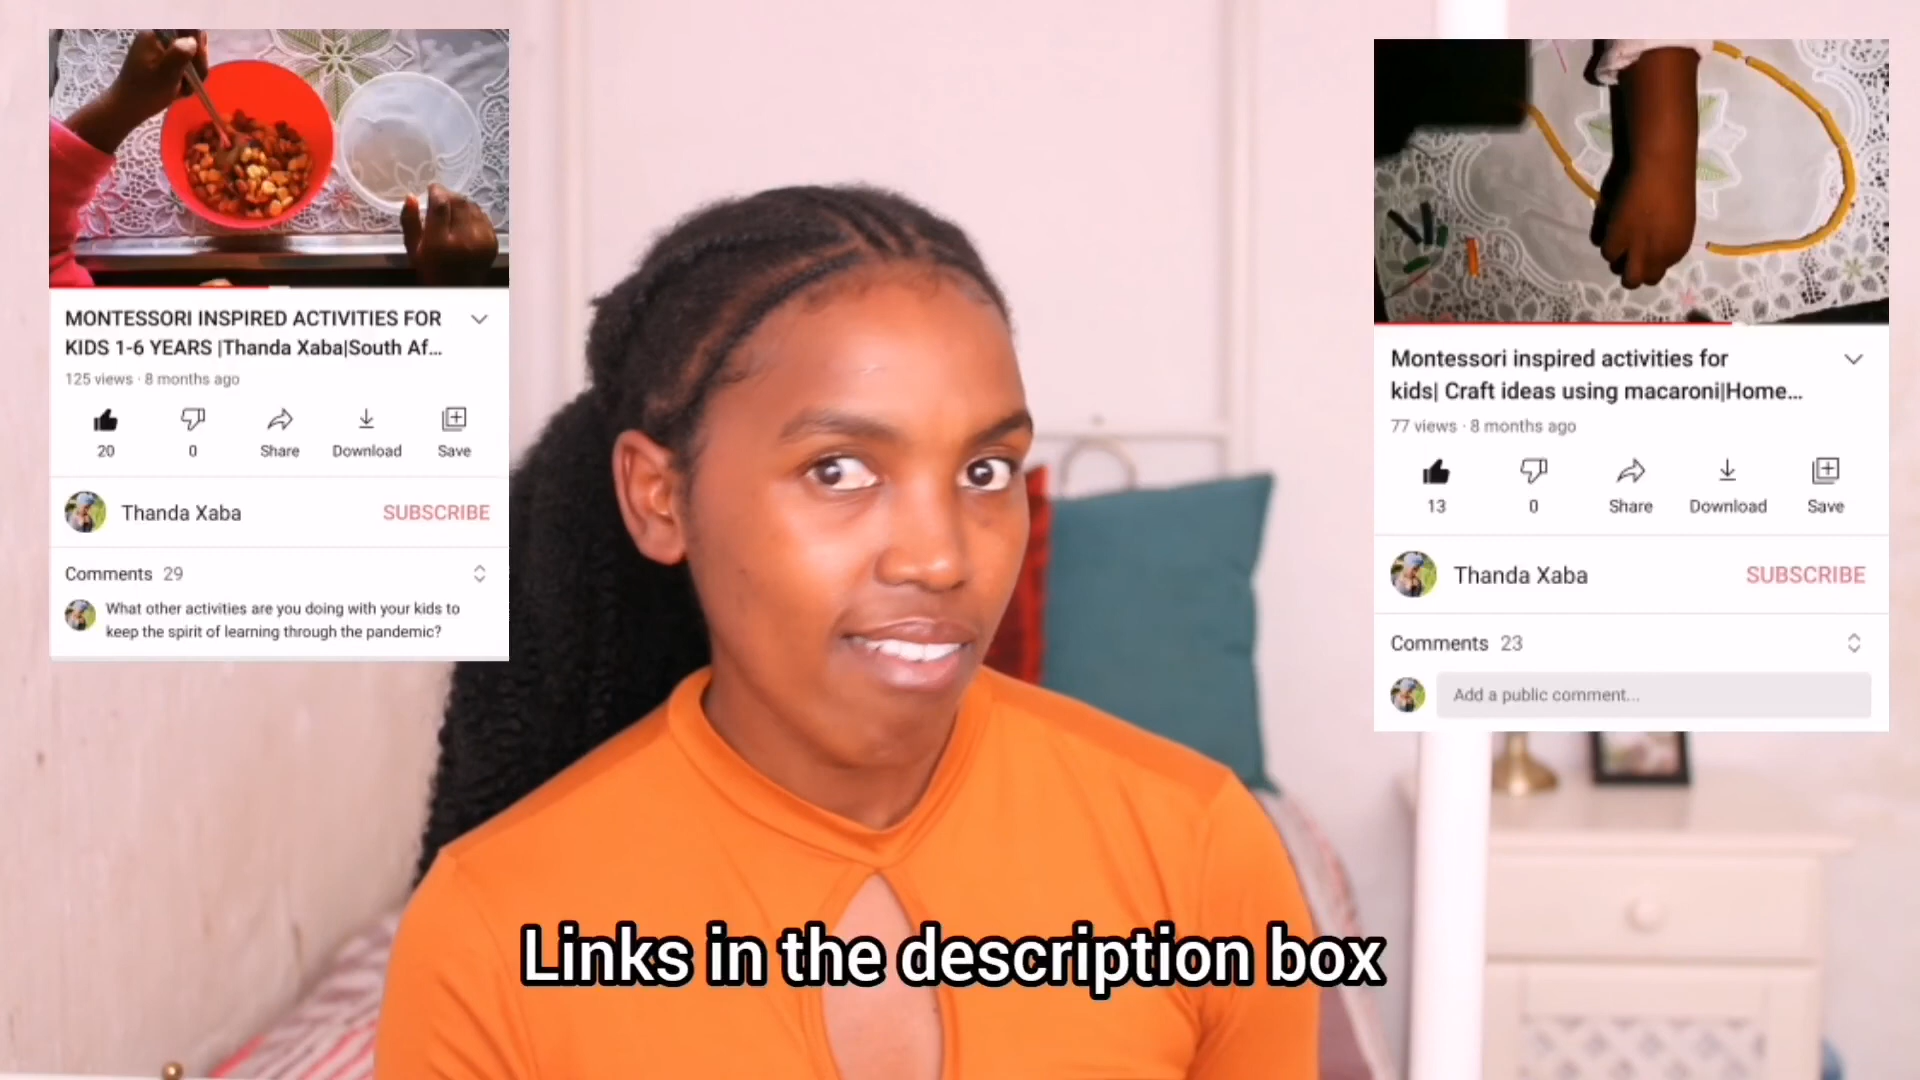 MONTESSORI INSPIRED ACTIVITIES FOR
KIDS 1-6 YEARS |Thanda Xaba|South Af...
125 views · 8 months ago
20
0
Share
Download
Save
Thanda Xaba
SUBSCRIBE
Comments 29
What other activities are you doing with your kids to
keep the spirit of learning through the pandemic?
Montessori inspired activities for
kids| Craft ideas using macaroni|Home...
77 views · 8 months ago
13
0
Share
Download
Save
Thanda Xaba
SUBSCRIBE
Comments 23
Add a public comment...
Links in the description box